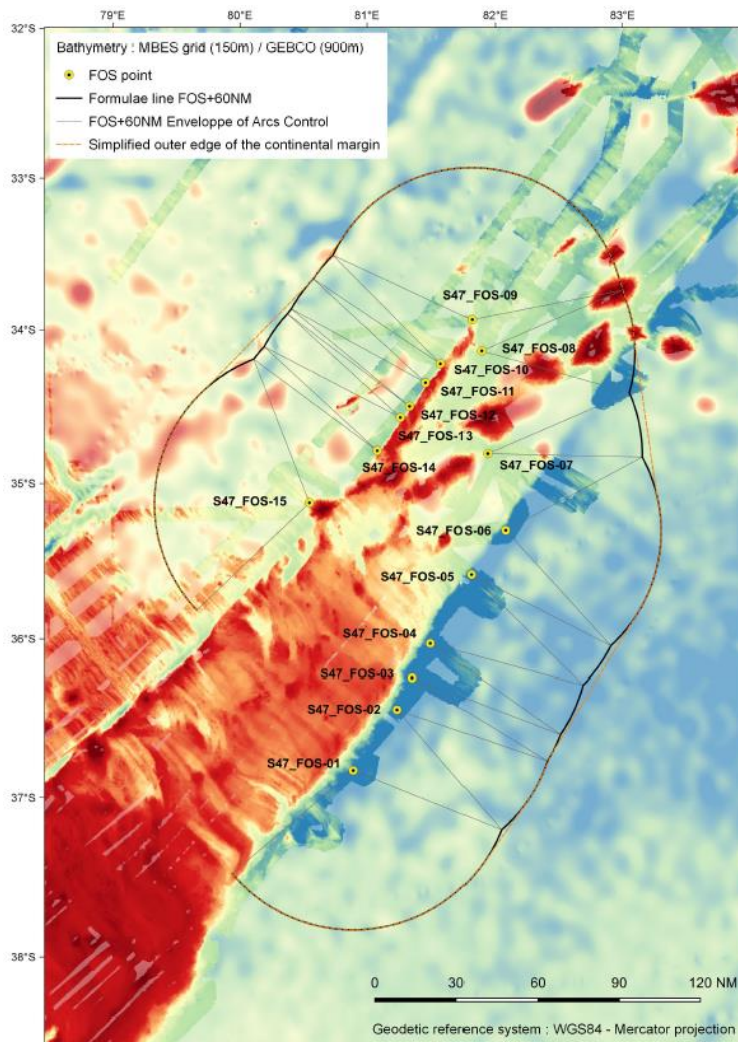 79°E 80°E 81°E 82°E 83°E
32°S
Bathymetry : MBES grid (150m) / GEBCO (900m)
FOS point
Formulae line FOS+60NM
FOS+60NM Enveloppe of Arcs Control
Simplified outer edge of the continental margin
33°S
S47_FOS-09
34°S
S47_FOS-08
S47_FOS-10
S47_FOS-11
S47_FOS-12
S47_FOS-13
S47_FOS-14
S47_FOS-07
35°S
S47_FOS-15
S47_FOS-06
S47_FOS-05
36°S
S47_FOS-04
S47_FOS-03
S47_FOS-02
S47_FOS-01
37°S
38°S
0 30 60 90 120 NM
Geodetic reference system : WGS84 - Mercator projection